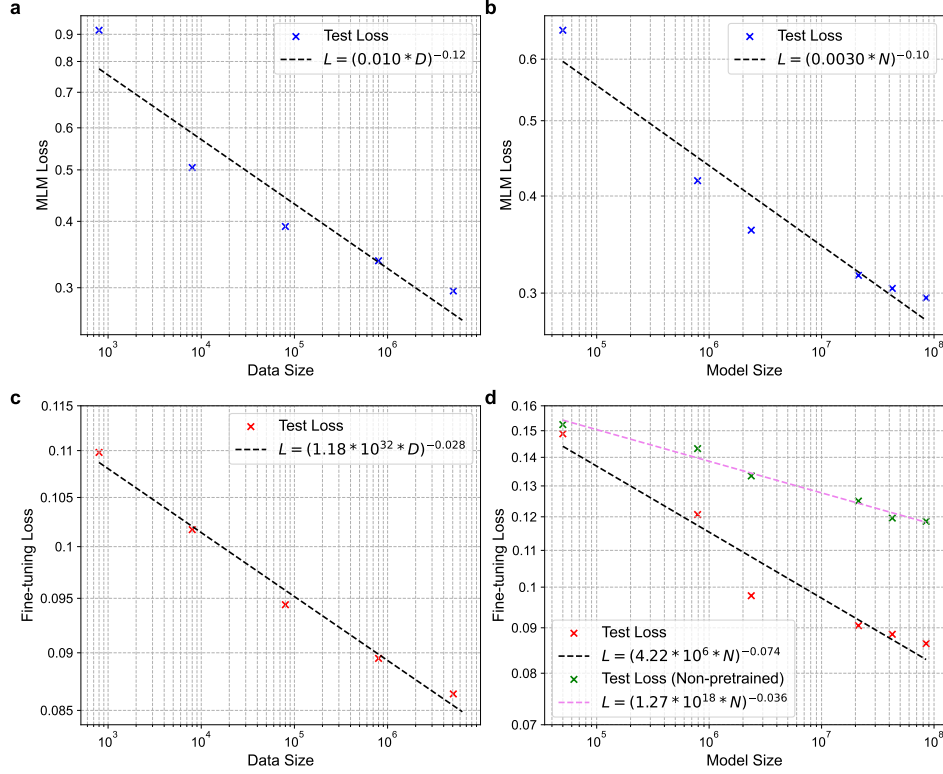 a
0.9
0.8
0.7
0.6
0.5
0.4
0.3
MLM Loss
10^3
10^4
10^5
10^6
Data Size
Test Loss
L = (0.010 * D)^{-0.12}
b
0.6
0.5
0.4
0.3
MLM Loss
10^5
10^6
10^7
10^8
Model Size
Test Loss
L = (0.0030 * N)^{-0.10}
c
0.115
0.11
0.105
0.1
0.095
0.09
0.085
Fine-tuning Loss
10^3
10^4
10^5
10^6
Data Size
Test Loss
L = (1.18 * 10^{32} * D)^{-0.028}
d
0.16
0.15
0.14
0.13
0.12
0.11
0.1
0.09
0.08
0.07
Fine-tuning Loss
10^5
10^6
10^7
10^8
Model Size
Test Loss
L = (4.22 * 10^6 * N)^{-0.074}
Test Loss (Non-pretrained)
L = (1.27 * 10^{18} * N)^{-0.036}